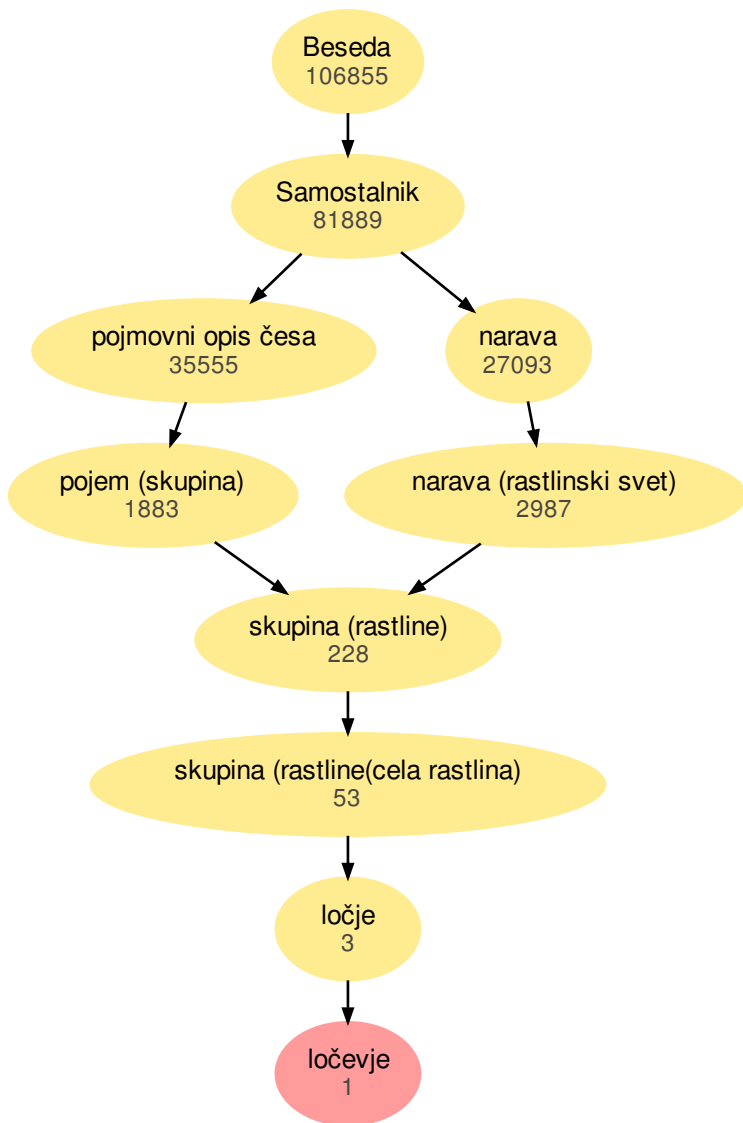 Beseda
106855
Samostalnik
81889
pojmovni opis česa
35555
narava
27093
pojem (skupina)
1883
narava (rastlinski svet)
2987
skupina (rastline)
228
skupina (rastline(cela rastlina)
53
ločje
3
ločevje
1